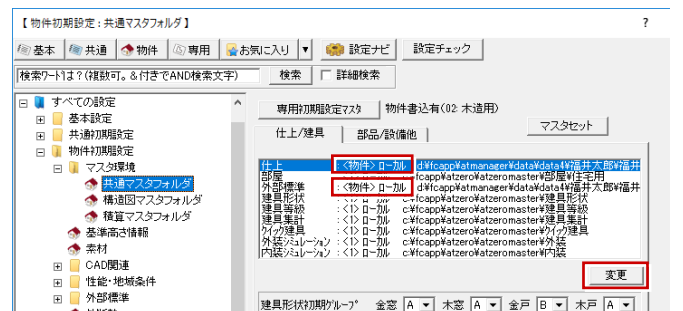 【 物件初期設定 : 共通マスタフォルダ 】 ?
基本 共通 物件 専用 お気に入り ▼ 設定ナビ 設定チェック
検索ワードは？(複数可。&付きでAND検索文字) 検索 詳細検索
すべての設定
基本設定
共通初期設定
物件初期設定
マスタ環境
共通マスタフォルダ
構造図マスタフォルダ
積算マスタフォルダ
基準高さ情報
素材
CAD関連
性能・地域条件
外部標準
専用初期設定マスタ 物件書込有(02: 木造用)
仕上/建具 部品/設備他 マスタセット
仕上 : <物件> ローカル d:¥fcapp¥atmanager¥data¥data4¥福井太郎¥福井
部屋 : <1> ローカル c:¥fcapp¥atzero¥atzeromaster¥部屋¥住宅用
外部標準 : <物件> ローカル d:¥fcapp¥atmanager¥data¥data4¥福井太郎¥福井
建具形状 : <1> ローカル c:¥fcapp¥atzero¥atzeromaster¥建具形状
建具等級 : <1> ローカル c:¥fcapp¥atzero¥atzeromaster¥建具等級
建具集計 : <1> ローカル c:¥fcapp¥atzero¥atzeromaster¥建具集計
クイック建具 : <1> ローカル c:¥fcapp¥atzero¥atzeromaster¥クイック建具
外装シミュレーション : <1> ローカル c:¥fcapp¥atzero¥atzeromaster¥外装
内装シミュレーション : <1> ローカル c:¥fcapp¥atzero¥atzeromaster¥内装
変更
建具形状初期グループ 金窓 A 木窓 A 金戸 B 木戸 A